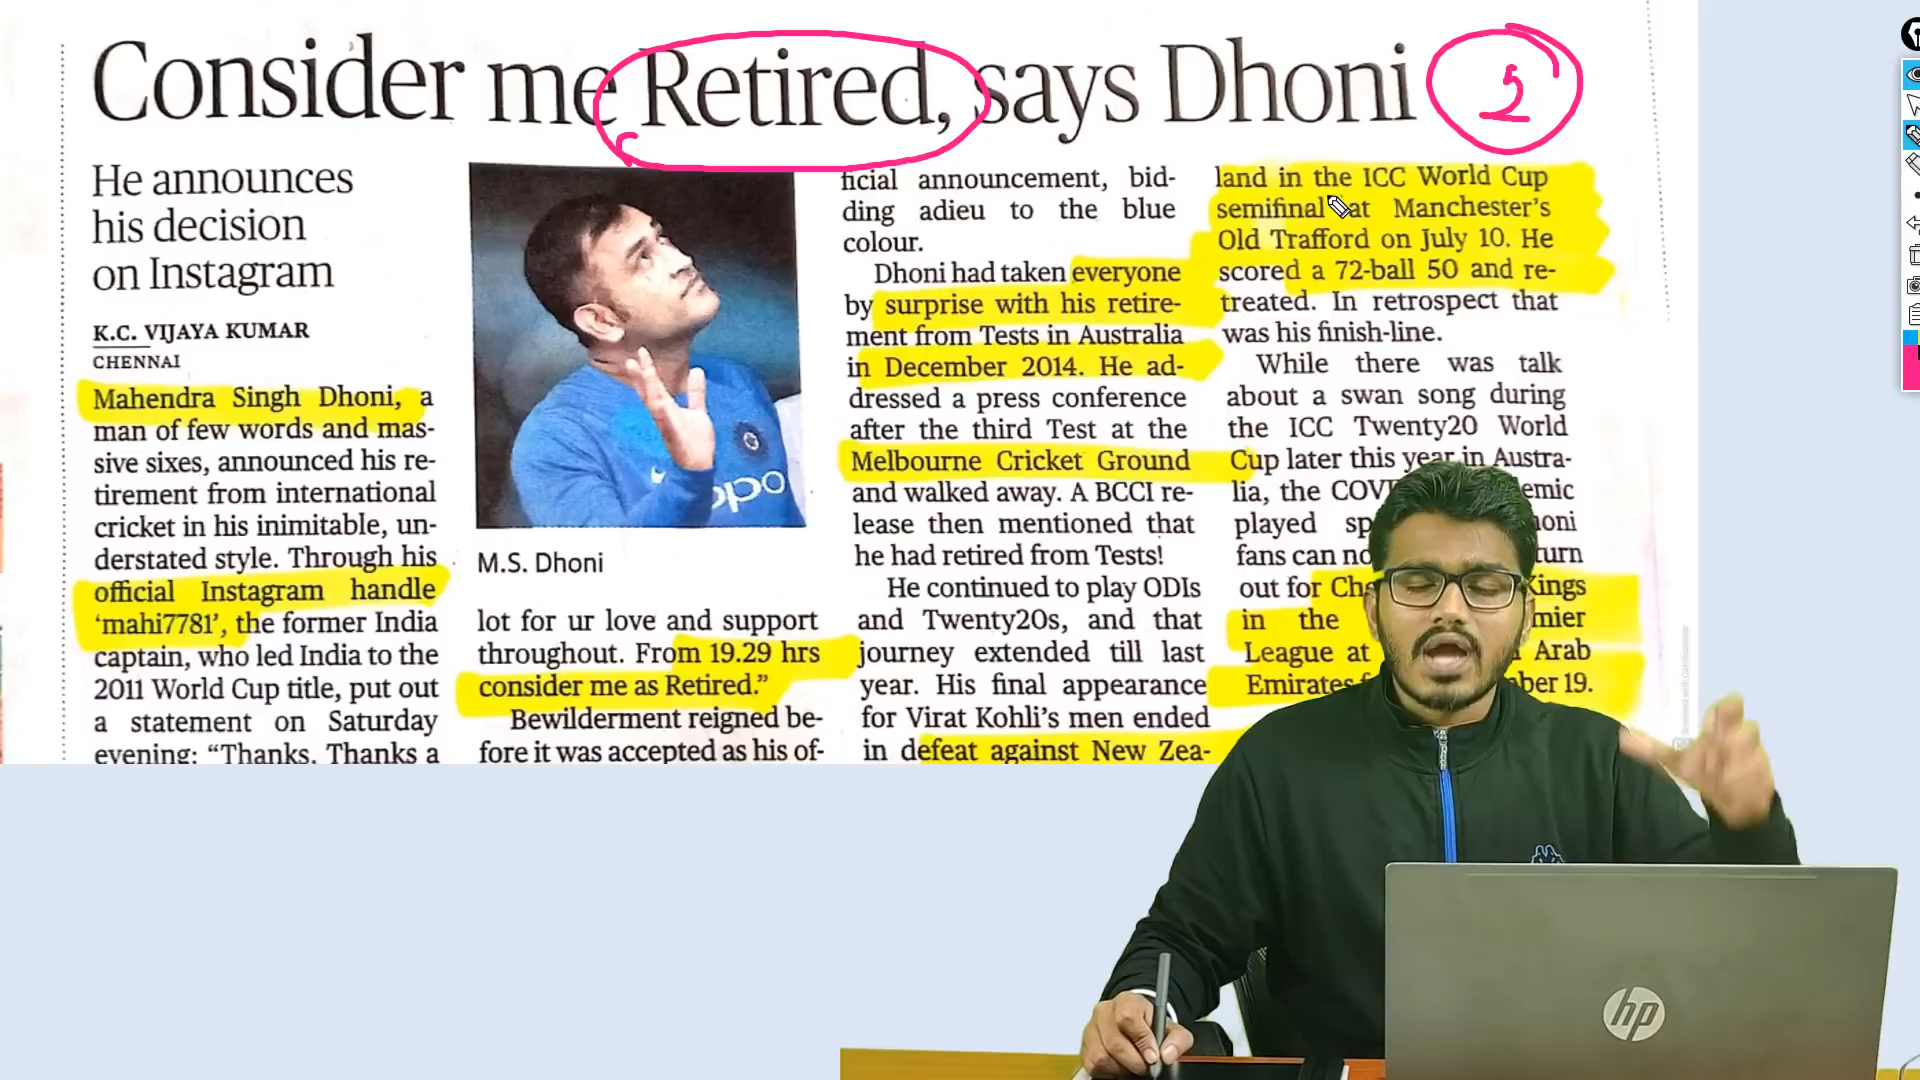 Consider me Retired, says Dhoni
5
He announces
his decision
on Instagram
K.C. VIJAYA KUMAR
CHENNAI
Mahendra Singh Dhoni, a
man of few words and mas-
sive sixes, announced his re-
tirement from international
cricket in his inimitable, un-
derstated style. Through his
official Instagram handle
‘mahi7781’, the former India
captain, who led India to the
2011 World Cup title, put out
a statement on Saturday
evening: “Thanks. Thanks a
M.S. Dhoni
lot for ur love and support
throughout. From 19.29 hrs
consider me as Retired.”
Bewilderment reigned be-
fore it was accepted as his of-
ficial announcement, bid-
ding adieu to the blue
colour.
Dhoni had taken everyone
by surprise with his retire-
ment from Tests in Australia
in December 2014. He ad-
dressed a press conference
after the third Test at the
Melbourne Cricket Ground
and walked away. A BCCI re-
lease then mentioned that
he had retired from Tests!
He continued to play ODIs
and Twenty20s, and that
journey extended till last
year. His final appearance
for Virat Kohli’s men ended
in defeat against New Zea-
land in the ICC World Cup
semifinal at Manchester’s
Old Trafford on July 10. He
scored a 72-ball 50 and re-
treated. In retrospect that
was his finish-line.
While there was talk
about a swan song during
the ICC Twenty20 World
Cup later this year in Austra-
lia, the
played
fans can
out for Kings
in the
League at Arab
Emirates 19.
oppo
hp